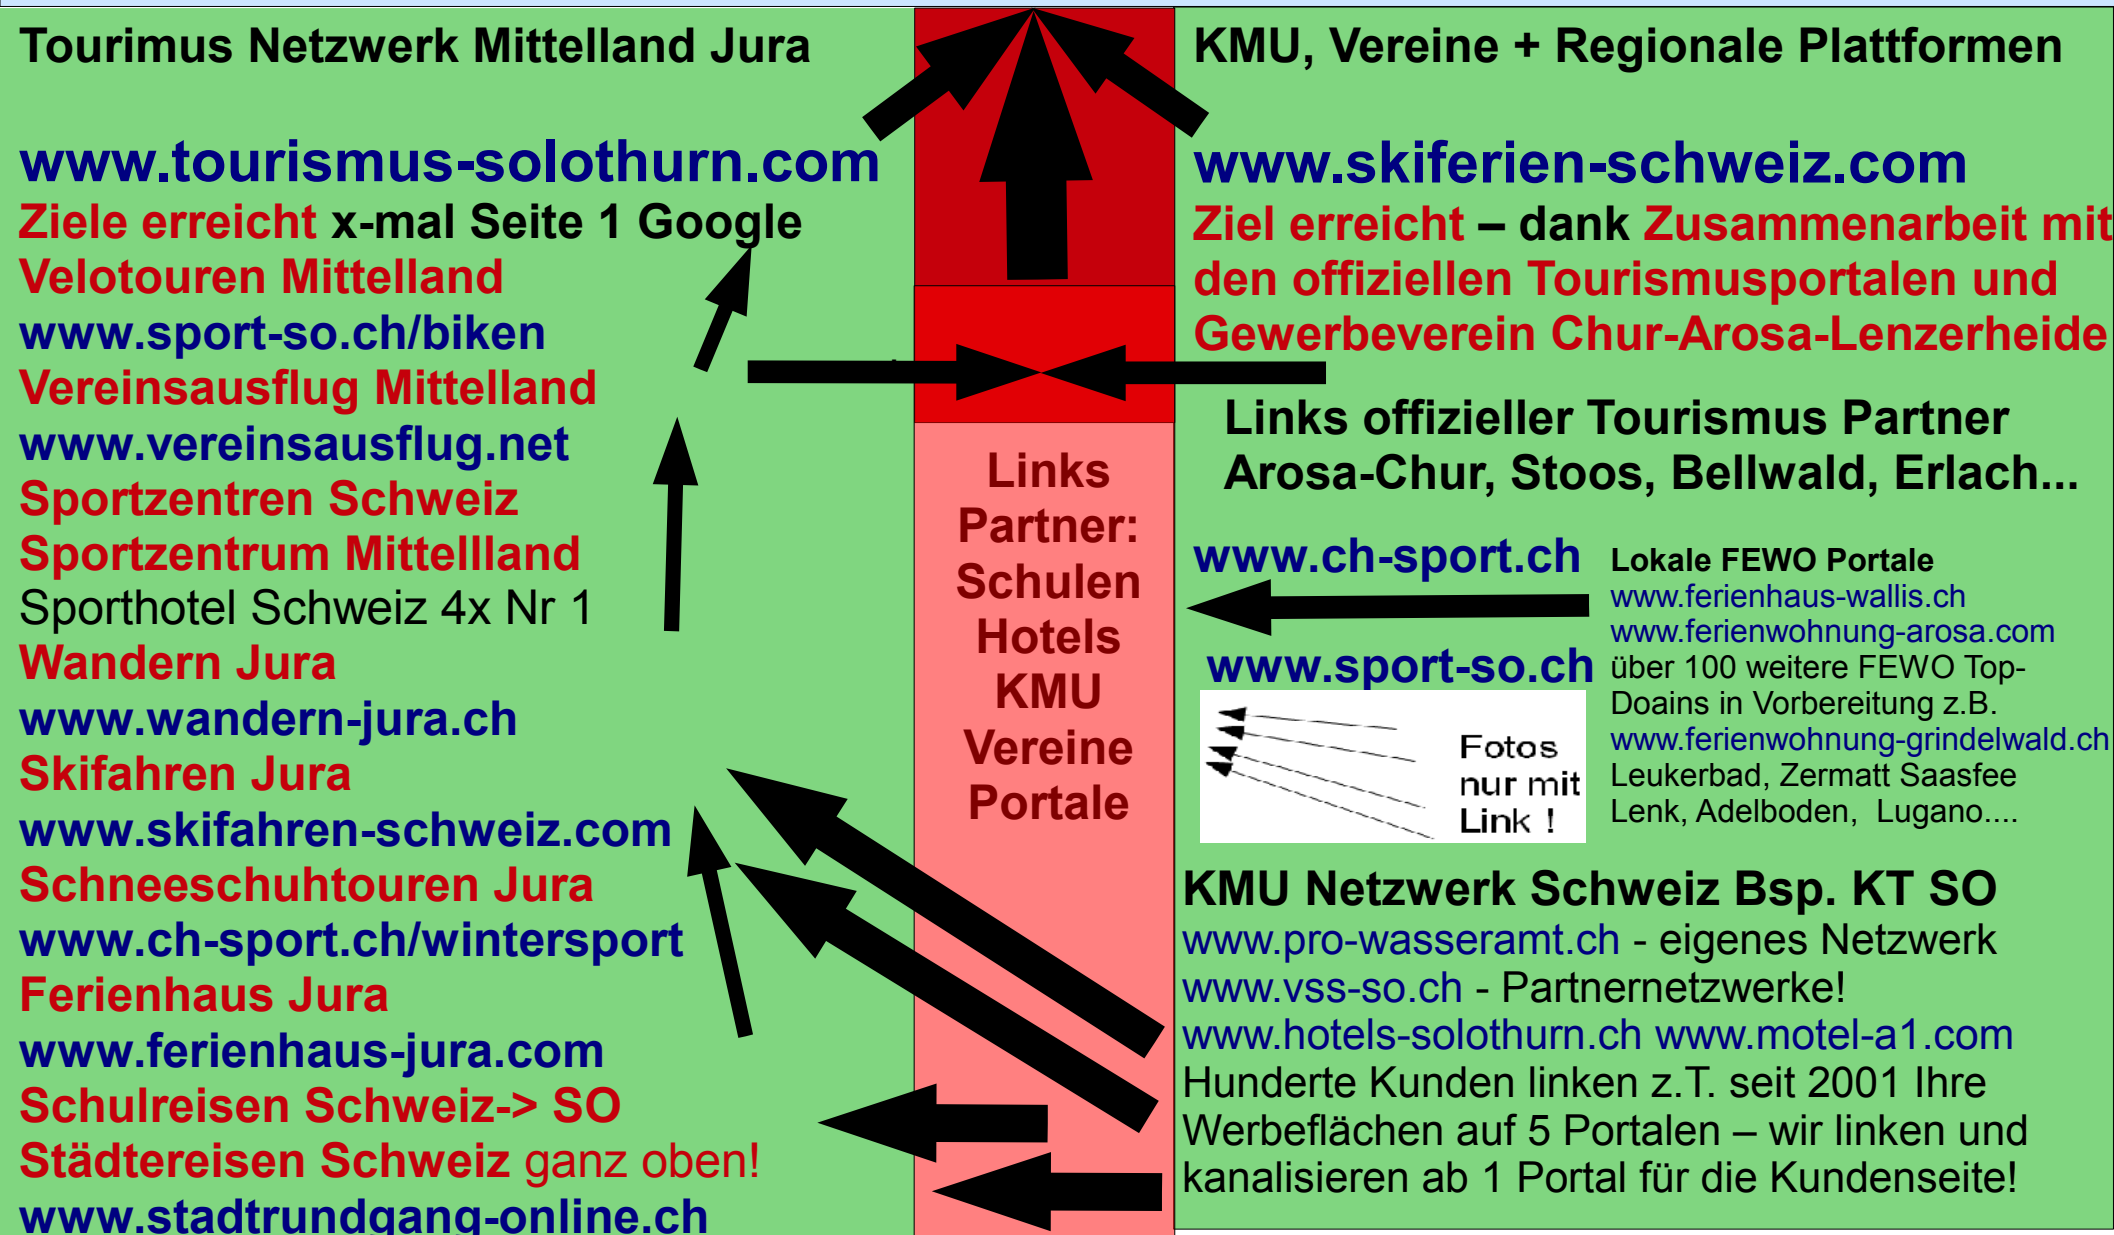 Tourimus Netzwerk Mittelland Jura
www.tourismus-solothurn.com
Ziele erreicht x-mal Seite 1 Google
Velotouren Mittelland
www.sport-so.ch/biken
Vereinsausflug Mittelland
www.vereinsausflug.net
Sportzentren Schweiz
Sportzentrum Mittellland
Sporthotel Schweiz 4x Nr 1
Wandern Jura
www.wandern-jura.ch
Skifahren Jura
www.skifahren-schweiz.com
Schneeschuhtouren Jura
www.ch-sport.ch/wintersport
Ferienhaus Jura
www.ferienhaus-jura.com
Schulreisen Schweiz-> SO
Städtereisen Schweiz ganz oben!
www.stadtrundgang-online.ch
Links
Partner:
Schulen
Hotels
KMU
Vereine
Portale
KMU, Vereine + Regionale Plattformen
www.skiferien-schweiz.com
Ziel erreicht – dank Zusammenarbeit mit
den offiziellen Tourismusportalen und
Gewerbeverein Chur-Arosa-Lenzerheide
Links offizieller Tourismus Partner
Arosa-Chur, Stoos, Bellwald, Erlach...
www.ch-sport.ch
www.sport-so.ch
Fotos
nur mit
Link !
Lokale FEWO Portale
www.ferienhaus-wallis.ch
www.ferienwohnung-arosa.com
über 100 weitere FEWO Top-
Doains in Vorbereitung z.B.
www.ferienwohnung-grindelwald.ch
Leukerbad, Zermatt Saasfee
Lenk, Adelboden, Lugano....
KMU Netzwerk Schweiz Bsp. KT SO
www.pro-wasseramt.ch - eigenes Netzwerk
www.vss-so.ch - Partnernetzwerke!
www.hotels-solothurn.ch www.motel-a1.com
Hunderte Kunden linken z.T. seit 2001 Ihre
Werbeflächen auf 5 Portalen – wir linken und
kanalisieren ab 1 Portal für die Kundenseite!